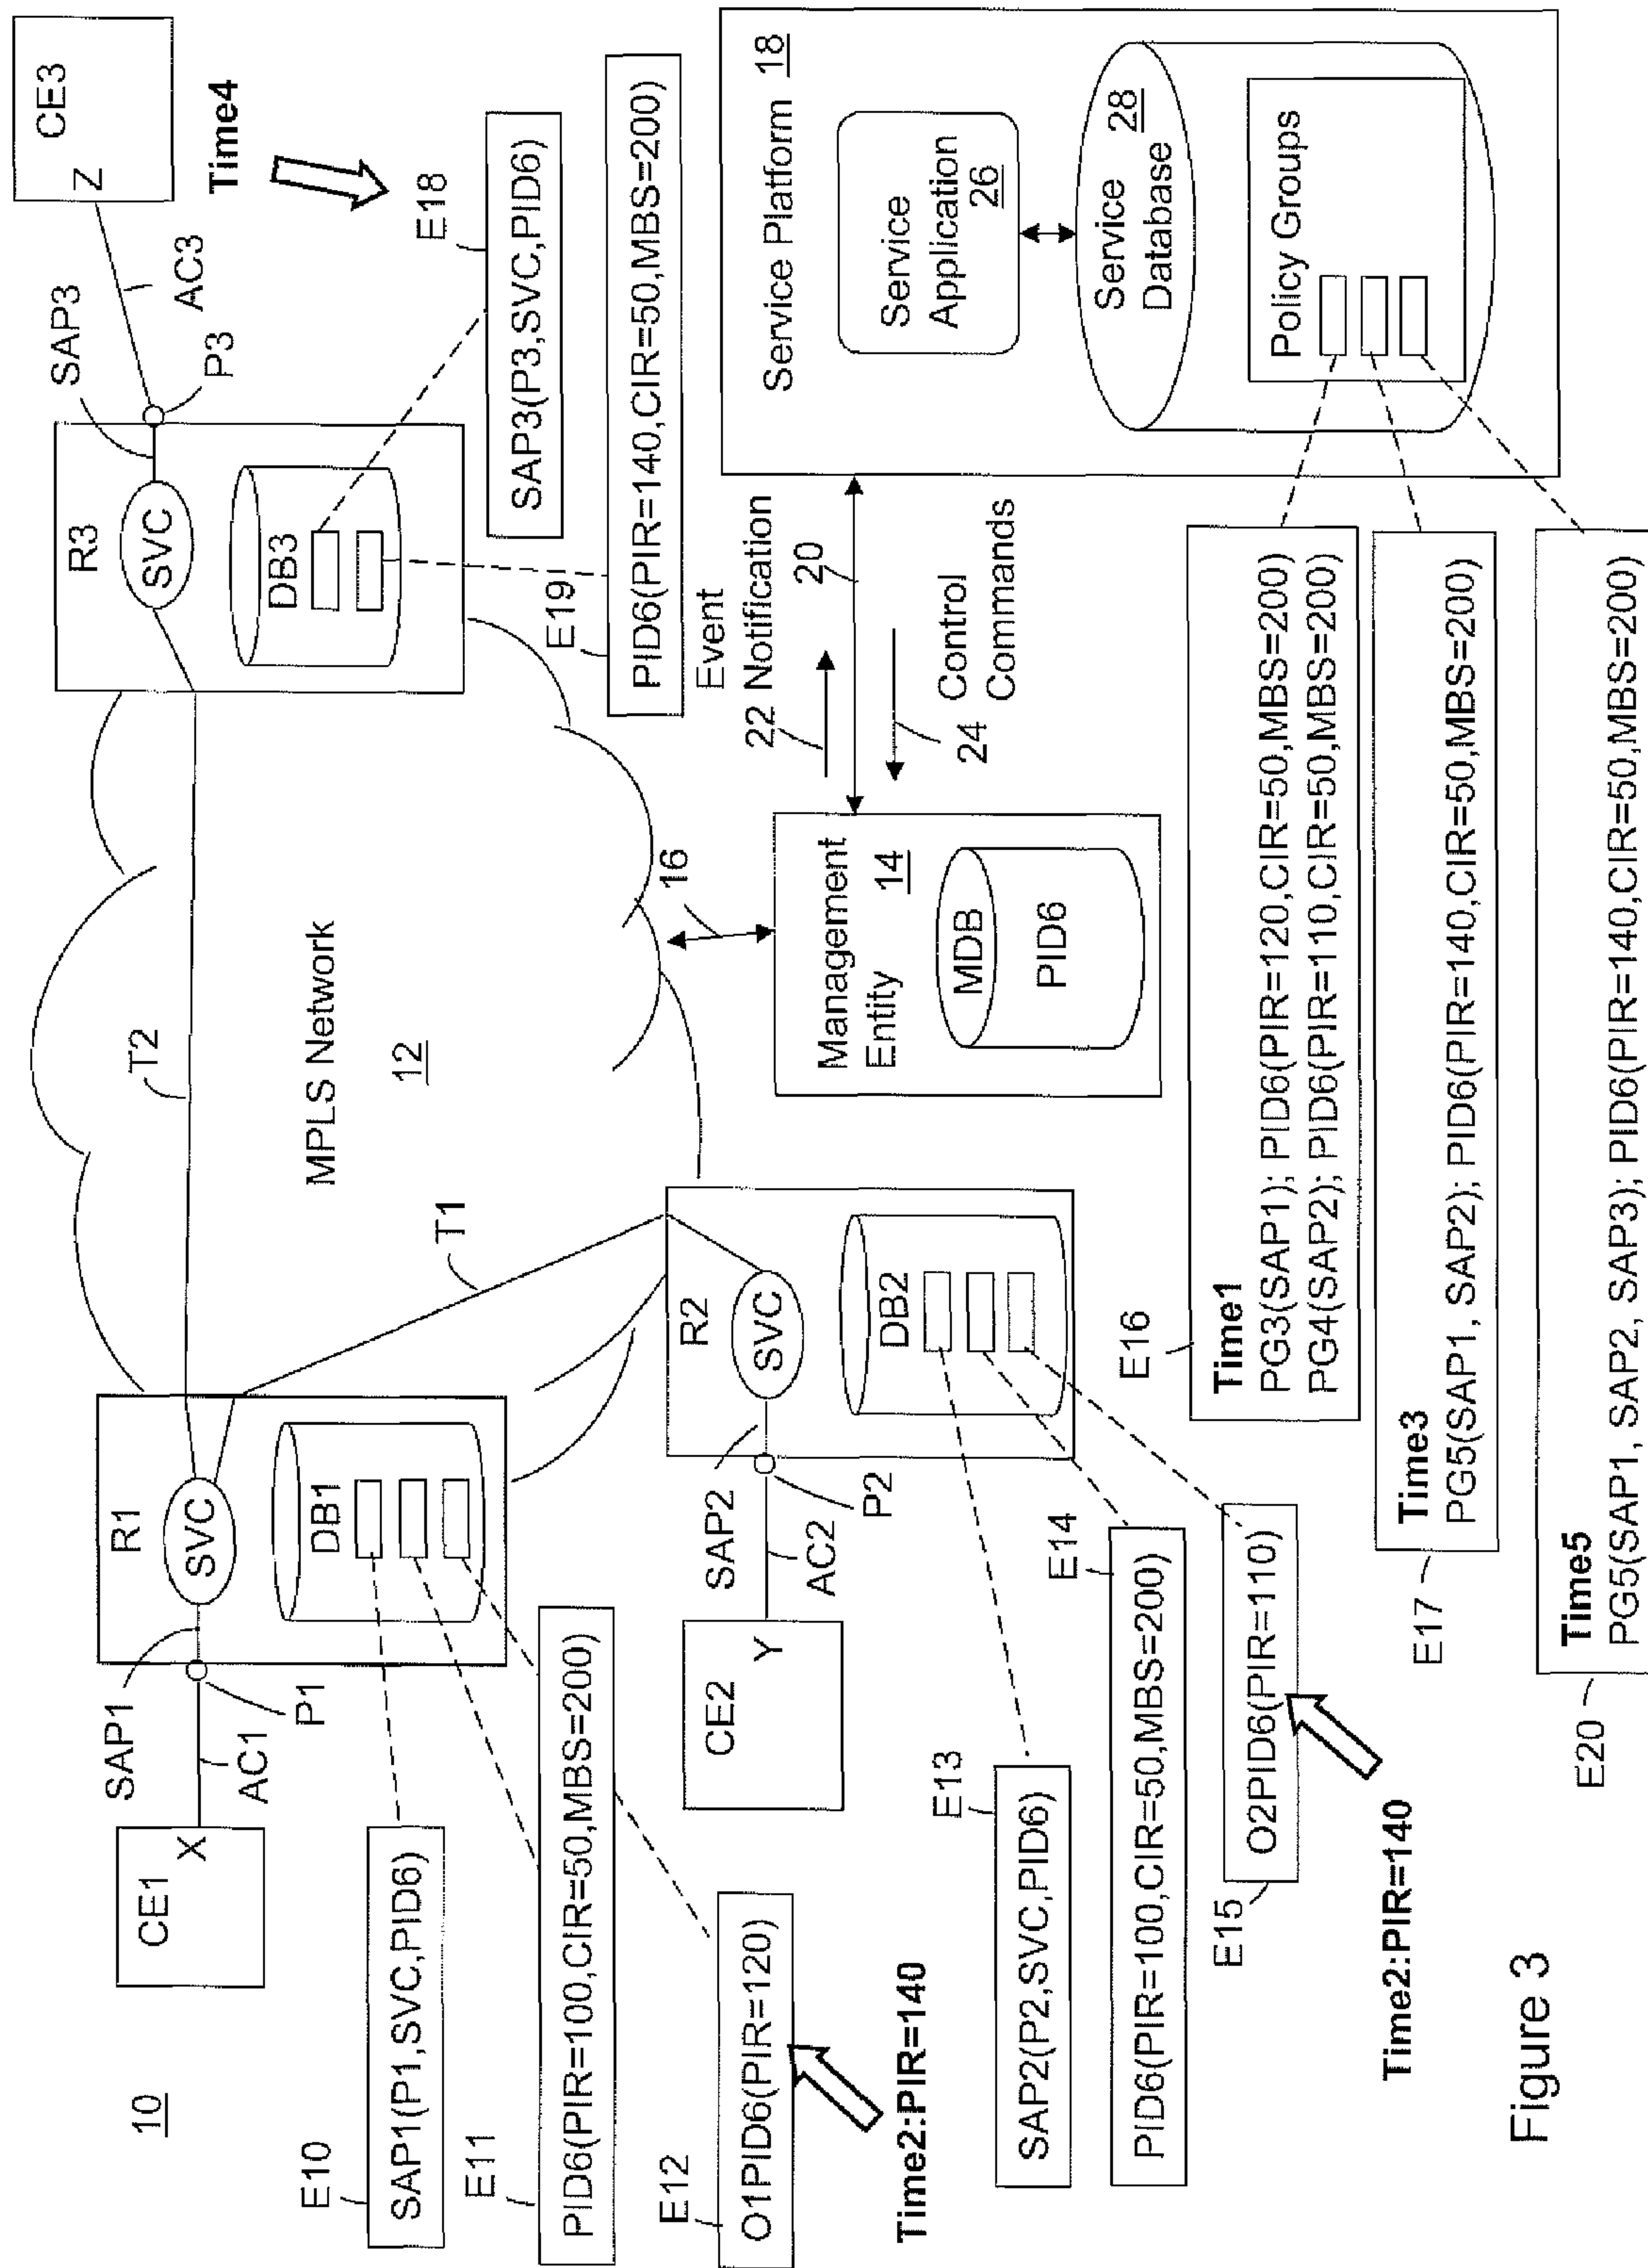 10
CE1
X
AC1
SAP1
P1
R1
SVC
DB1
E10
SAP1(P1,SVC,PID6)
E11
PID6(PIR=100,CIR=50,MBS=200)
E12
O1PID6(PIR=120)
Time2:PIR=140
T2
MPLS Network
12
T1
R3
SVC
DB3
SAP3
P3
AC3
CE3
Z
Time4
E18
SAP3(P3,SVC,PID6)
E19
PID6(PIR=140,CIR=50,MBS=200)
CE2
Y
AC2
SAP2
P2
R2
SVC
DB2
E13
SAP2(P2,SVC,PID6)
E14
PID6(PIR=100,CIR=50,MBS=200)
E15
O2PID6(PIR=110)
Time2:PIR=140
16
Management
Entity
14
MDB
PID6
Event
22 Notification
20
24
Control
Commands
Service Platform 18
Service
Application
26
Service
Database
28
Policy Groups
E16
Time1
PG3(SAP1); PID6(PIR=120,CIR=50,MBS=200)
PG4(SAP2); PID6(PIR=110,CIR=50,MBS=200)
E17
Time3
PG5(SAP1, SAP2); PID6(PIR=140,CIR=50,MBS=200)
E20
Time5
PG5(SAP1, SAP2, SAP3); PID6(PIR=140,CIR=50,MBS=200)
Figure 3